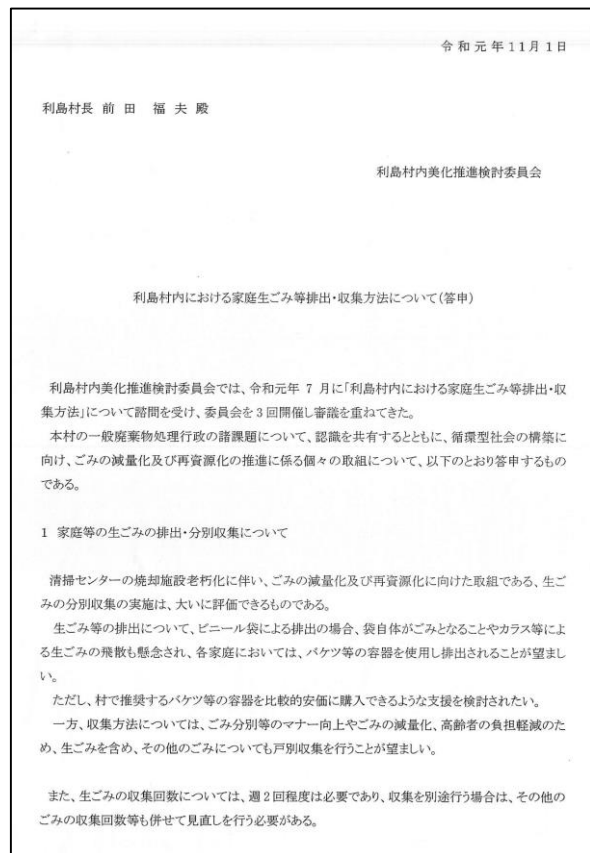 令和元年11月1日
利島村長 前田 福夫 殿
利島村内美化推進検討委員会
利島村内における家庭生ごみ等排出・収集方法について(答申)
利島村内美化推進検討委員会では、令和元年 7 月に「利島村内における家庭生ごみ等排出・収
集方法」について諮問を受け、委員会を3回開催し審議を重ねてきた。
本村の一般廃棄物処理行政の諸課題について、認識を共有するとともに、循環型社会の構築に
向け、ごみの減量化及び再資源化の推進に係る個々の取組について、以下のとおり答申するもの
である。
1 家庭等の生ごみの排出・分別収集について
清掃センターの焼却施設老朽化に伴い、ごみの減量化及び再資源化に向けた取組である、生ご
みの分別収集の実施は、大いに評価できるものである。
生ごみ等の排出について、ビニール袋による排出の場合、袋自体がごみとなることやカラス等によ
る生ごみの飛散も懸念され、各家庭においては、バケツ等の容器を使用し排出されることが望まし
い。
ただし、村で推奨するバケツ等の容器を比較的安価に購入できるような支援を検討されたい。
一方、収集方法については、ごみ分別等のマナー向上やごみの減量化、高齢者の負担軽減のた
め、生ごみを含め、その他のごみについても戸別収集を行うことが望ましい。
また、生ごみの収集回数については、週2回程度は必要であり、収集を別途行う場合は、その他の
ごみの収集回数等も併せて見直しを行う必要がある。